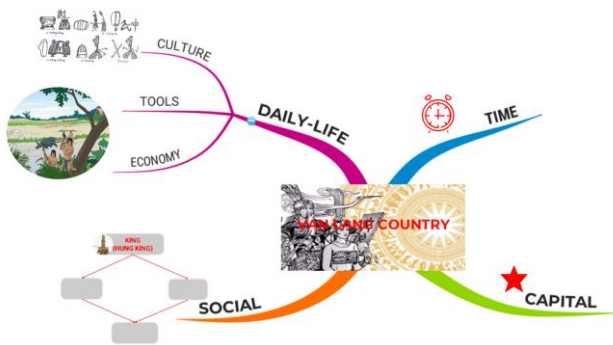 CULTURE
TOOLS
ECONOMY
DAILY-LIFE
TIME
VAN LANG COUNTRY
KING
(HUNG KING)
SOCIAL
CAPITAL